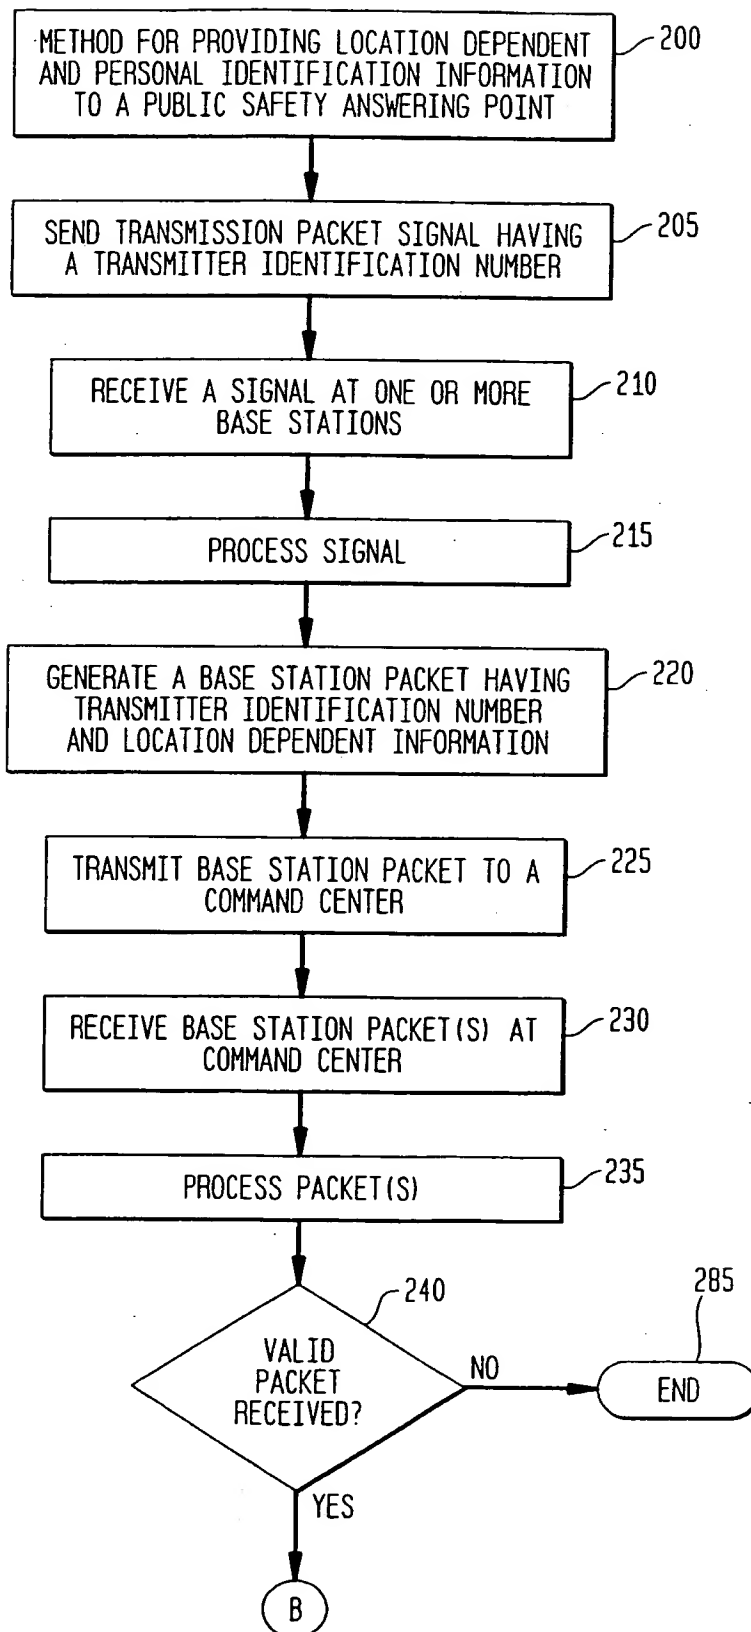 METHOD FOR PROVIDING LOCATION DEPENDENT
AND PERSONAL IDENTIFICATION INFORMATION
TO A PUBLIC SAFETY ANSWERING POINT
200
SEND TRANSMISSION PACKET SIGNAL HAVING
A TRANSMITTER IDENTIFICATION NUMBER
205
RECEIVE A SIGNAL AT ONE OR MORE
BASE STATIONS
210
PROCESS SIGNAL
215
GENERATE A BASE STATION PACKET HAVING
TRANSMITTER IDENTIFICATION NUMBER
AND LOCATION DEPENDENT INFORMATION
220
TRANSMIT BASE STATION PACKET TO A
COMMAND CENTER
225
RECEIVE BASE STATION PACKET(S) AT
COMMAND CENTER
230
PROCESS PACKET(S)
235
240
VALID
PACKET
RECEIVED?
NO
285
END
YES
B